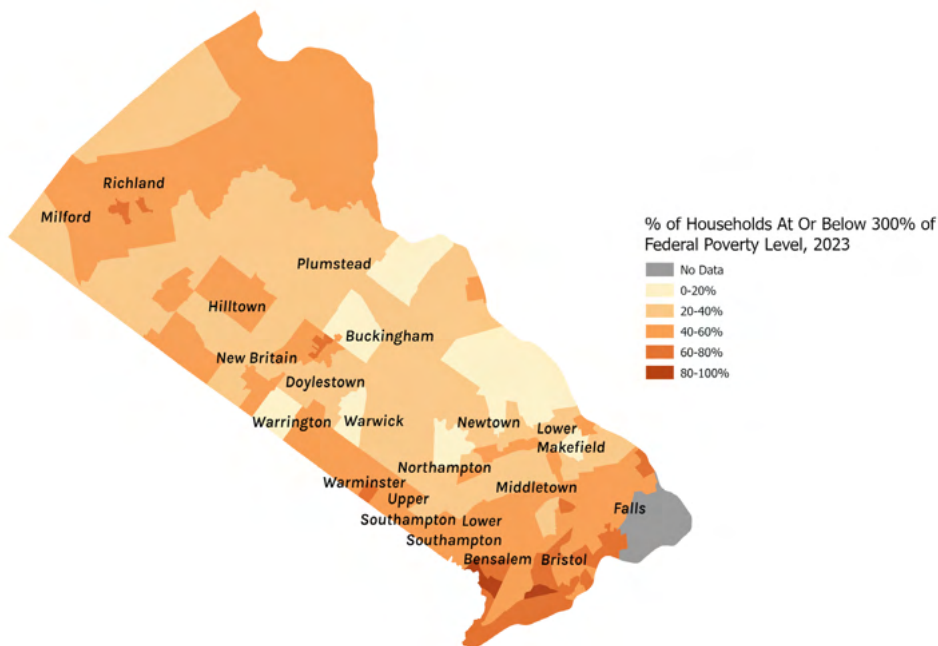 Richland
Milford
Plumstead
Hilltown
Buckingham
New Britain
Doylestown
Warrington
Warwick
Newtown
Lower
Makefield
Northampton
Middletown
Warminster
Upper
Southampton
Lower
Southampton
Falls
Bensalem
Bristol
% of Households At Or Below 300% of
Federal Poverty Level, 2023
No Data
0-20%
20-40%
40-60%
60-80%
80-100%